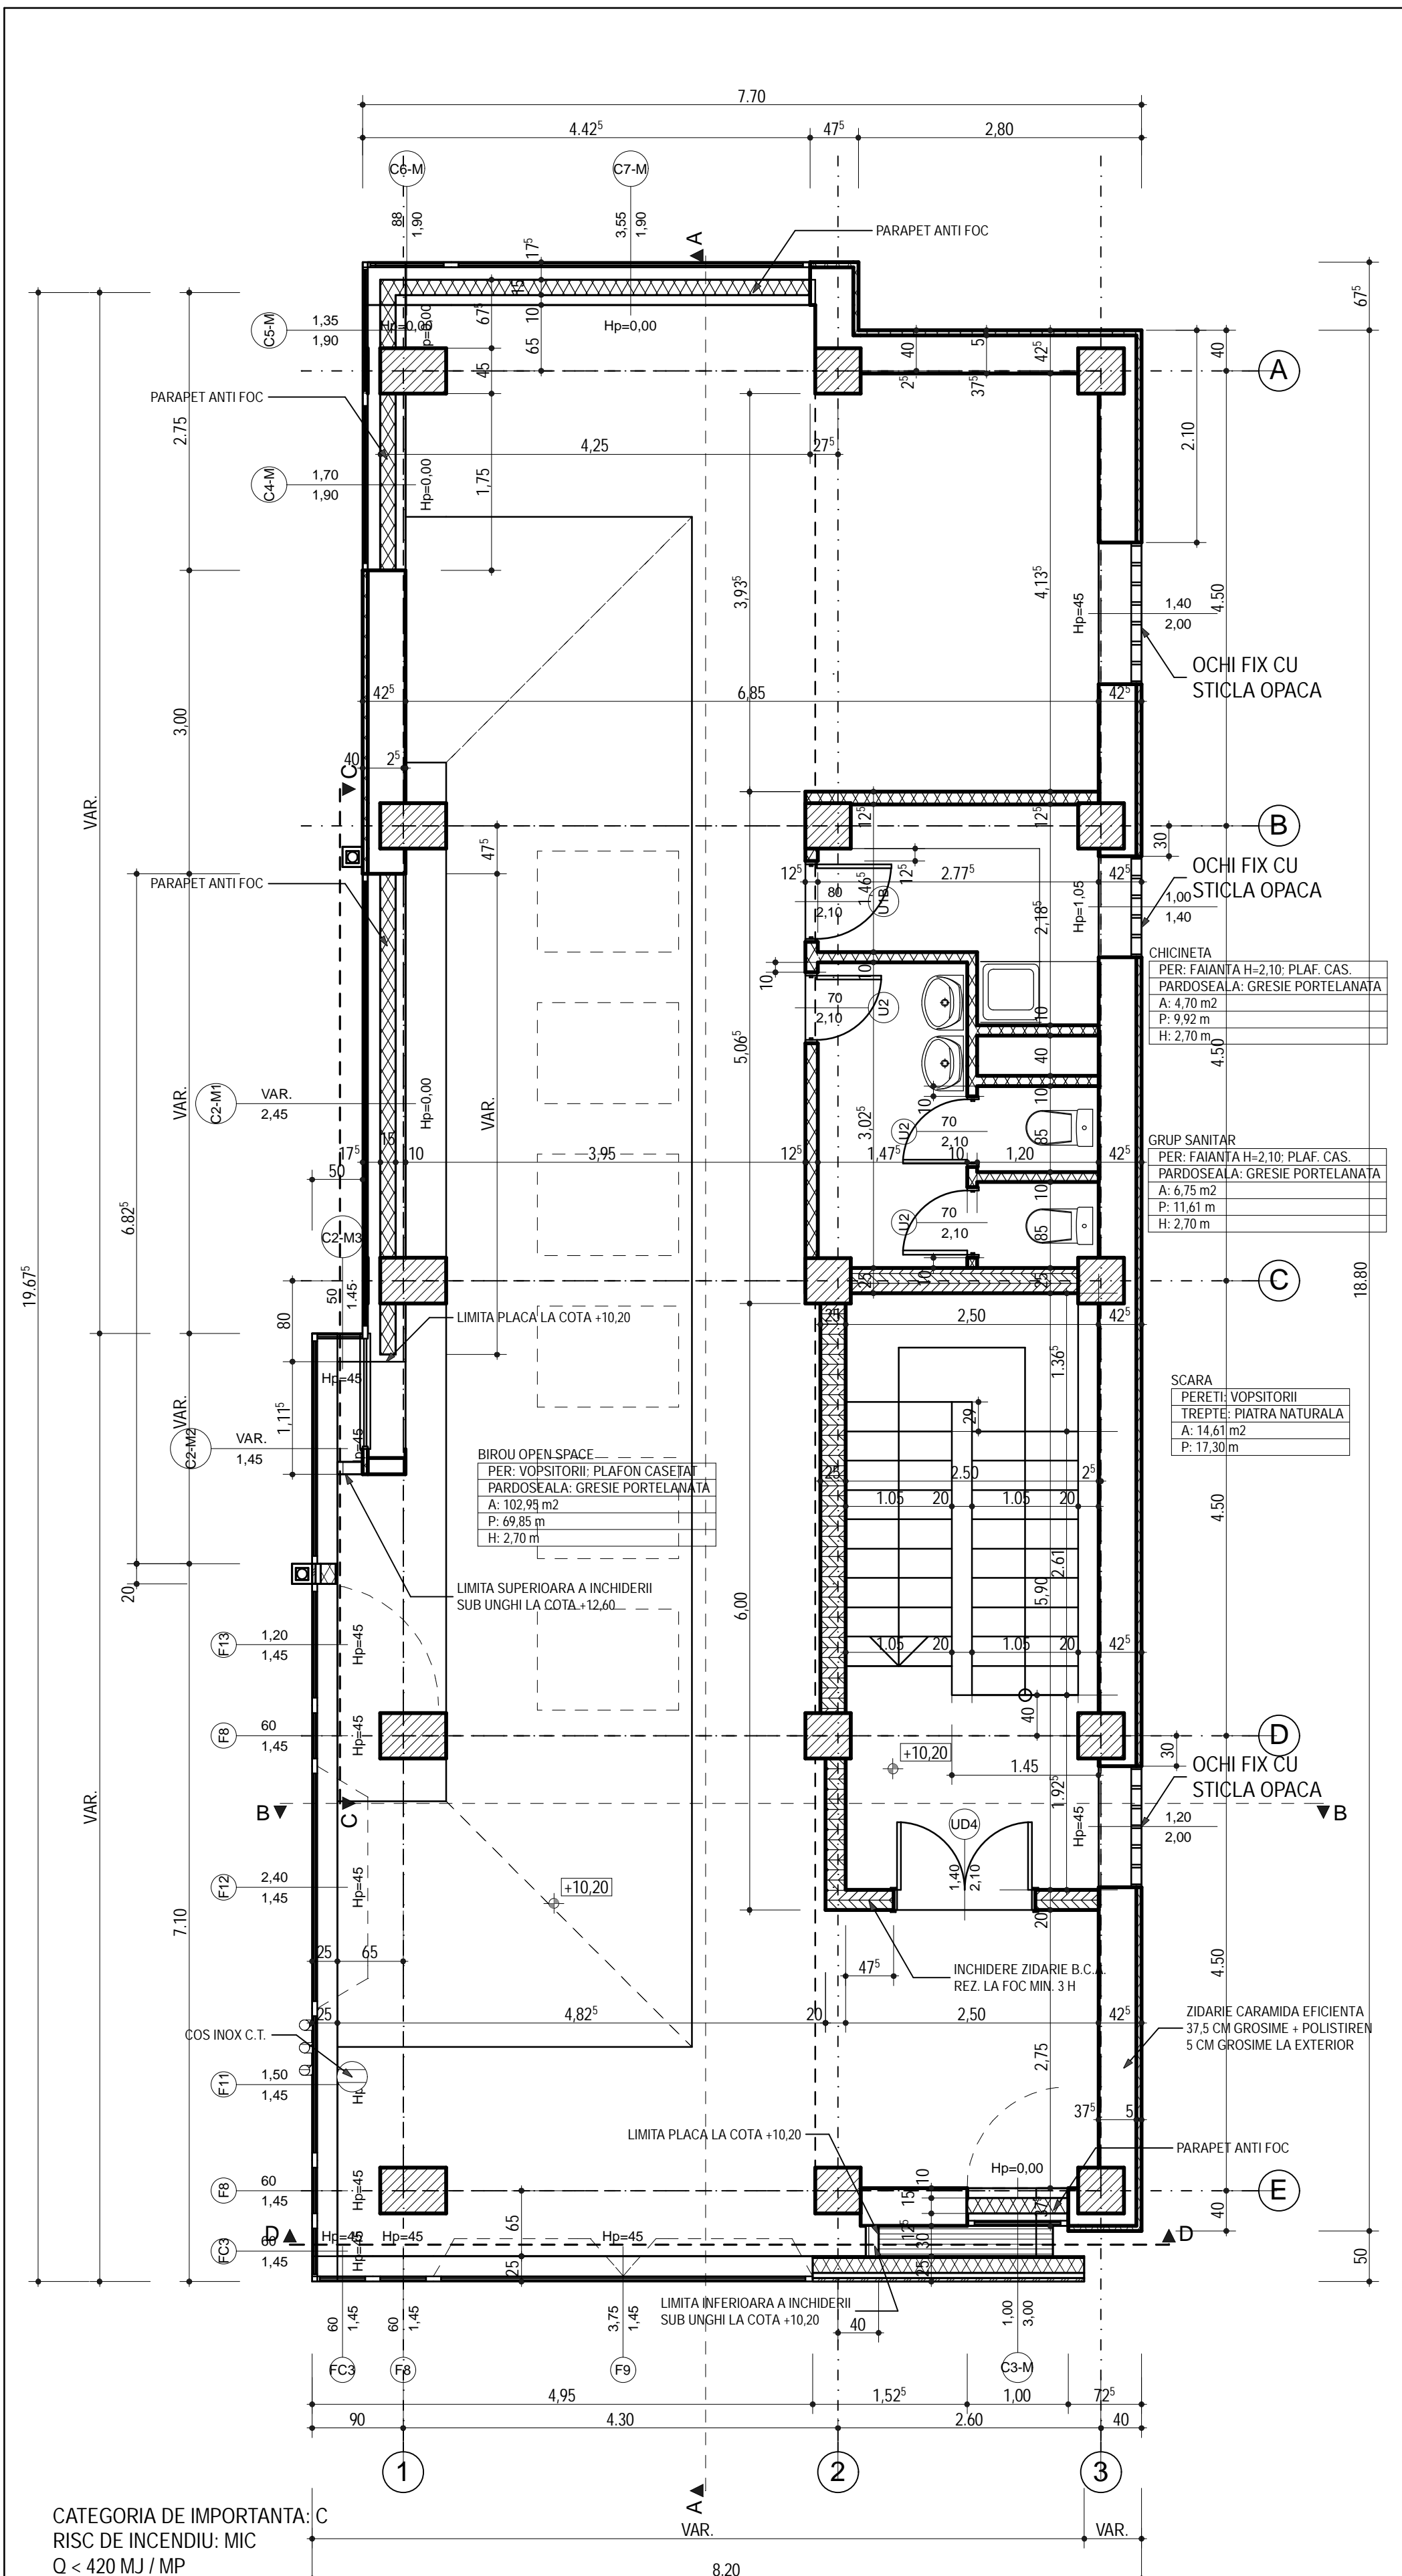 7.70
4.42⁵
47⁵
2,80
C6-M
C7-M
88
1,90
3,55
1,90
A
PARAPET ANTI FOC
17⁵
15
67⁵
10
65
45
Hp=0,00
Hp=0,00
Hp=0,00
C5-M
1,35
1,90
40
5
42⁵
2⁵
37⁵
67⁵
40
A
PARAPET ANTI FOC
2.75
4,25
27⁵
2.10
C4-M
1,70
1,90
Hp=0,00
1,75
3,93⁵
4,13⁵
Hp=45
1,40
2,00
4.50
OCHI FIX CU
STICLA OPACA
42⁵
6,85
42⁵
3,00
40
2⁵
C
VAR.
12⁵
12⁵
B
30
47⁵
OCHI FIX CU
STICLA OPACA
PARAPET ANTI FOC
12⁵
1.46⁵
12⁵
2.77⁵
42⁵
80
2,10
U1B
2,18⁵
Hp=1,05
1,00
1,40
CHICINETA
PER: FAIANTA H=2,10; PLAF. CAS.
PARDOSEALA: GRESIE PORTELANATA
A: 4,70 m2
P: 9,92 m
H: 2,70 m
10
10
70
2,10
U2
10
40
4.50
5,06⁵
C2-M1
VAR.
2,45
VAR.
Hp=0,00
VAR.
10
10
3,02⁵
U2
70
2,10
85
GRUP SANITAR
PER: FAIANTA H=2,10; PLAF. CAS.
PARDOSEALA: GRESIE PORTELANATA
A: 6,75 m2
P: 11,61 m
H: 2,70 m
17⁵
15
10
3,95
12⁵
1,47⁵
10
1,20
42⁵
50
6.82⁵
10
U2
70
2,10
85
C2-M3
50
1.45
19.67⁵
25
10
25
C
18.80
80
LIMITA PLACA LA COTA +10,20
25
2,50
42⁵
1.36⁵
Hp=45
SCARA
PERETI: VOPSITORII
TREPTE: PIATRA NATURALA
A: 14,61 m2
P: 17,30 m
VAR.
1,11⁵
C2-M2
VAR.
1,45
29
BIROU OPEN SPACE
PER: VOPSITORII; PLAFON CASETAT
PARDOSEALA: GRESIE PORTELANATA
A: 102,95 m2
P: 69,85 m
H: 2,70 m
25
2.50
2⁵
1.05
20
1.05
20
4.50
20
LIMITA SUPERIOARA A INCHIDERII
SUB UNGHI LA COTA +12,60
6,00
2.61
5,90
F13
1,20
1,45
Hp=45
1.05
20
1.05
20
42⁵
40
F8
60
1,45
Hp=45
D
+10,20
1.45
30
OCHI FIX CU
STICLA OPACA
VAR.
B
C
1.92⁵
Hp=45
1,20
2,00
B
UD4
1,40
2,10
F12
2,40
1,45
Hp=45
+10,20
7.10
20
25
65
47⁵
INCHIDERE ZIDARIE B.C.A.
REZ. LA FOC MIN. 3 H
4.50
25
4,82⁵
20
2,50
42⁵
ZIDARIE CARAMIDA EFICIENTA
37,5 CM GROSIME + POLISTIREN
5 CM GROSIME LA EXTERIOR
COS INOX C.T.
2,75
F11
1,50
1,45
37⁵
5
LIMITA PLACA LA COTA +10,20
PARAPET ANTI FOC
Hp=0,00
F8
60
1,45
Hp=45
10
15
37⁵
E
40
D
Hp=45
Hp=45
Hp=45
65
12⁵
30
D
FC3
60
1,45
Hp=45
25
25
50
LIMITA INFERIOARA A INCHIDERII
SUB UNGHI LA COTA +10,20
40
60
1,45
60
1,45
3,75
1,45
1,00
3,00
FC3
F8
F9
C3-M
4,95
1,52⁵
1,00
72⁵
90
4.30
2.60
40
1
2
3
A
CATEGORIA DE IMPORTANTA: C
RISC DE INCENDIU: MIC
Q < 420 MJ / MP
VAR.
VAR.
8.20